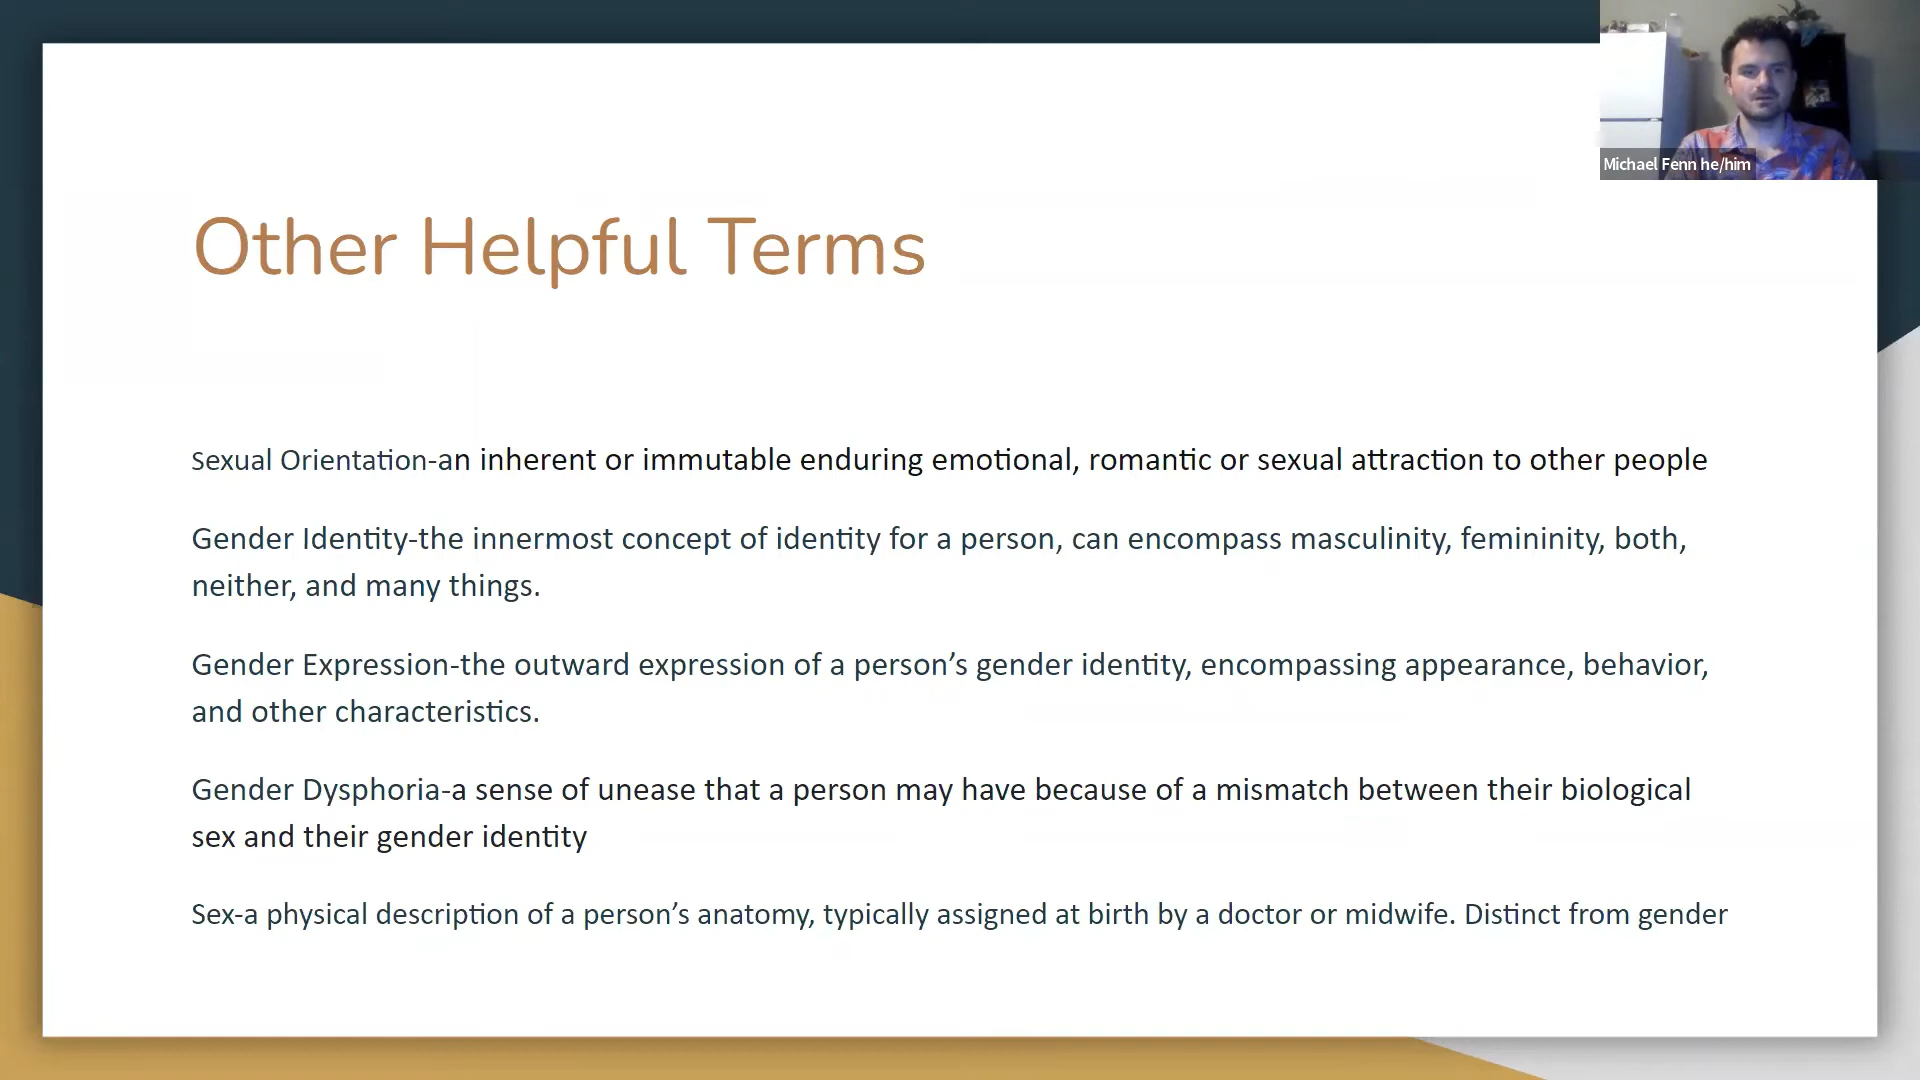 Michael Fenn he/him
Other Helpful Terms
Sexual Orientation-an inherent or immutable enduring emotional, romantic or sexual attraction to other people
Gender Identity-the innermost concept of identity for a person, can encompass masculinity, femininity, both,
neither, and many things.
Gender Expression-the outward expression of a person’s gender identity, encompassing appearance, behavior,
and other characteristics.
Gender Dysphoria-a sense of unease that a person may have because of a mismatch between their biological
sex and their gender identity
Sex-a physical description of a person’s anatomy, typically assigned at birth by a doctor or midwife. Distinct from gender